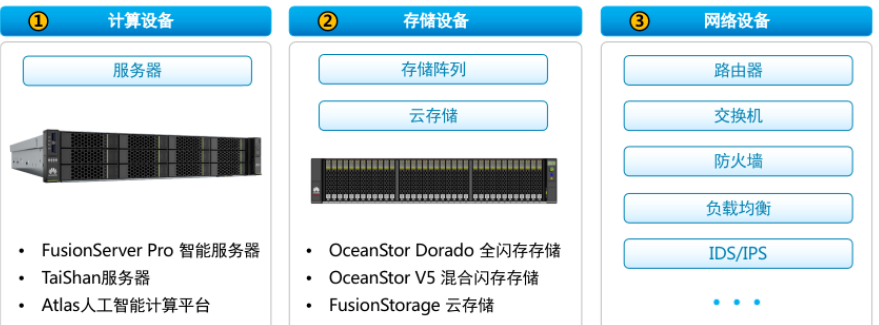 1 计算设备
服务器
• FusionServer Pro 智能服务器
• TaiShan服务器
• Atlas人工智能计算平台
2 存储设备
存储阵列
云存储
• OceanStor Dorado 全闪存存储
• OceanStor V5 混合闪存存储
• FusionStorage 云存储
3 网络设备
路由器
交换机
防火墙
负载均衡
IDS/IPS
• • •